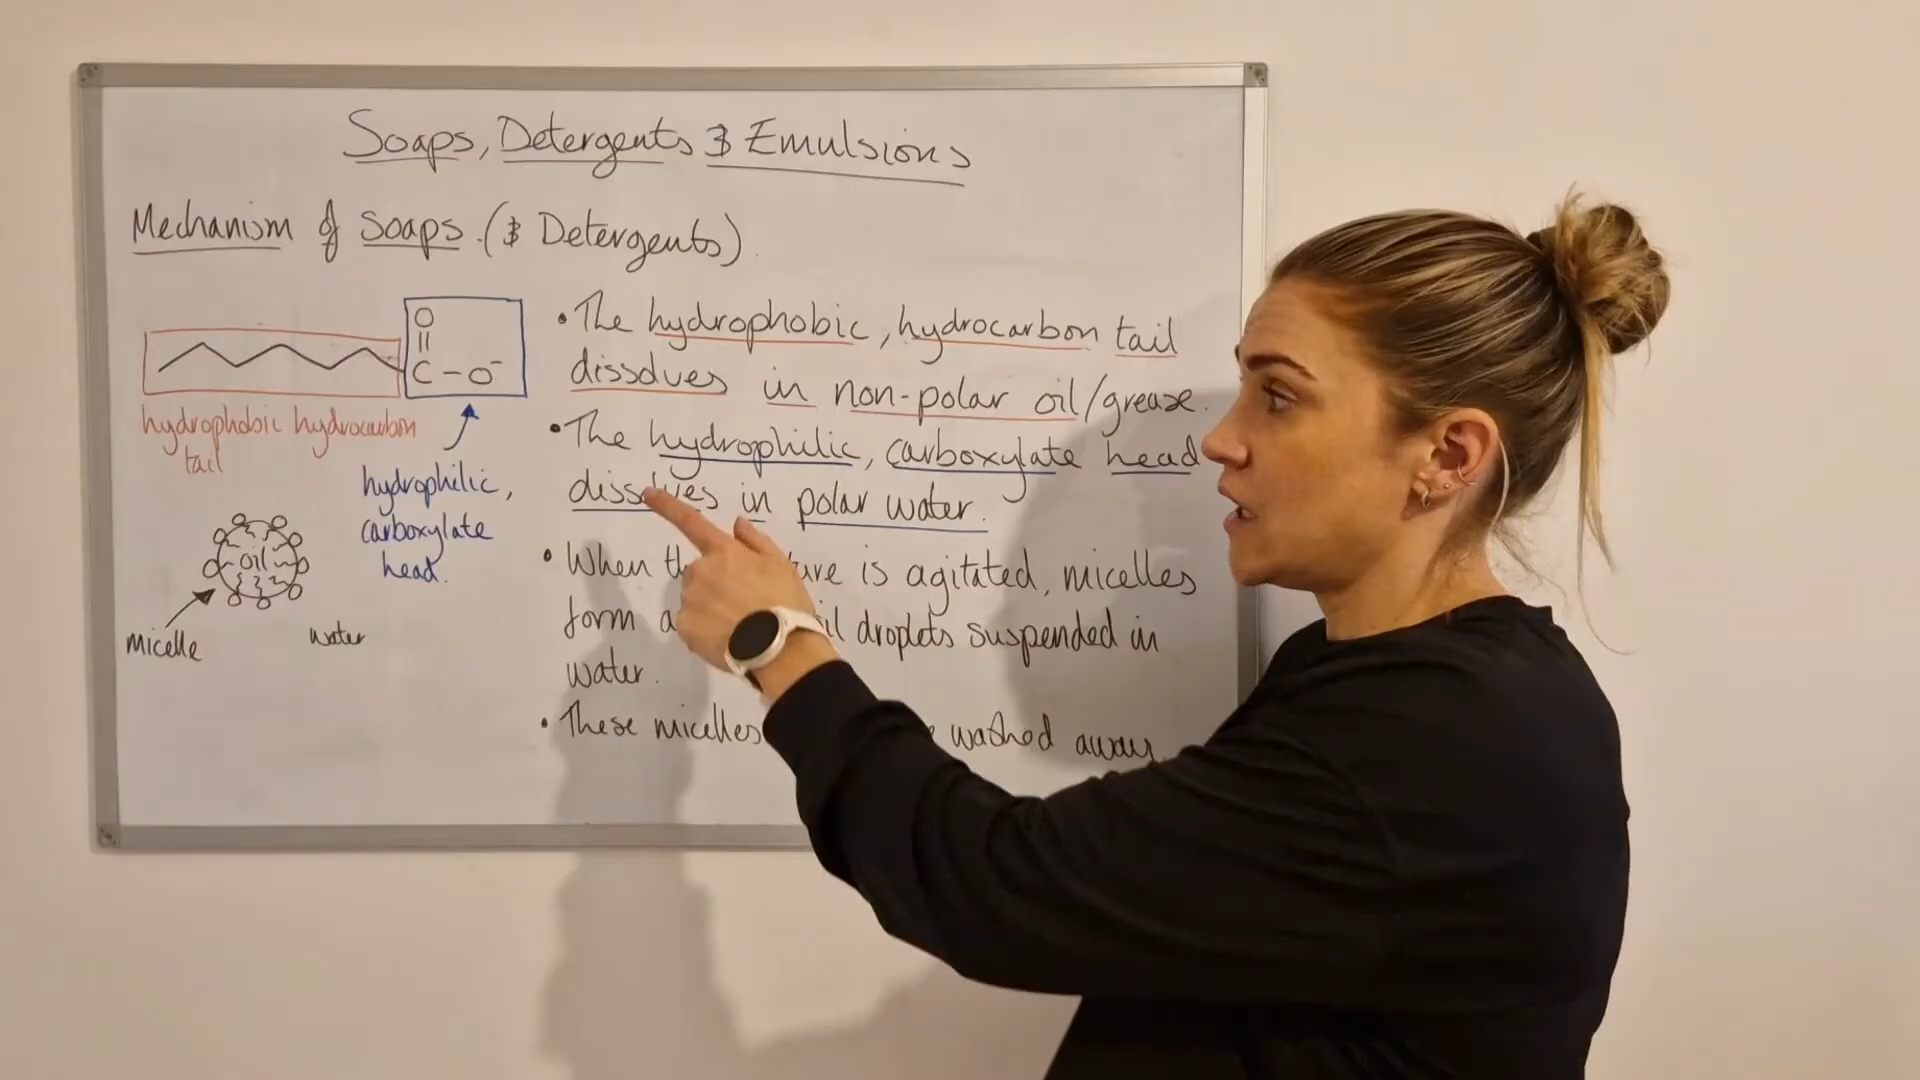 Soaps, Detergents & Emulsions
Mechanism of Soaps. (& Detergents).
O
C - O⁻
hydrophobic hydrocarbon
tail
hydrophilic,
carboxylate
head.
oil
micelle
water
• The hydrophobic, hydrocarbon tail
dissolves in non-polar oil/grease.
• The hydrophilic, carboxylate head
dissolves in polar water.
• When is agitated, micelles
form droplets suspended in
water.
• These micelles washed away.